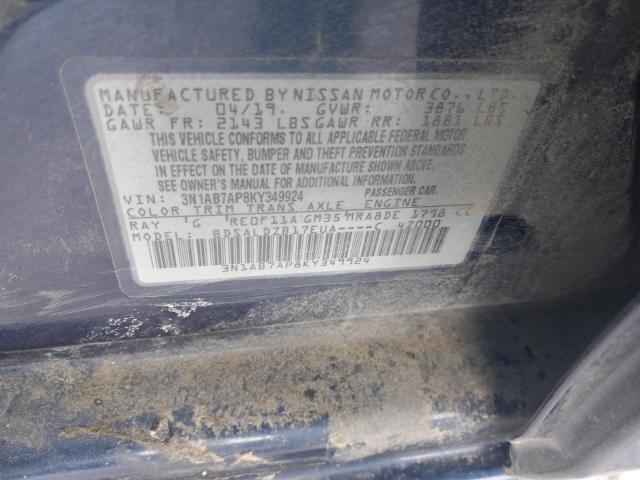 MANUFACTURED BY NISSAN MOTOR CO., LTD.
DATE: 04/19. GVWR: 3876 LBS
GAWR FR: 2143 LBS GAWR RR: 1881 LBS
THIS VEHICLE CONFORMS TO ALL APPLICABLE FEDERAL MOTOR
VEHICLE SAFETY, BUMPER AND THEFT PREVENTION STANDARDS
IN EFFECT ON THE DATE OF MANUFACTURE SHOWN ABOVE.
SEE OWNER'S MANUAL FOR ADDITIONAL INFORMATION.
VIN: 3N1AB7AP8KY349924 PASSENGER CAR
COLOR TRIM TRANS AXLE ENGINE
RAY G RE0F11A GM35 MRA8DE 1798 CC
MODEL: BDSALDZB17EUA----C 4Z000
3N1AB7AP8KY349924